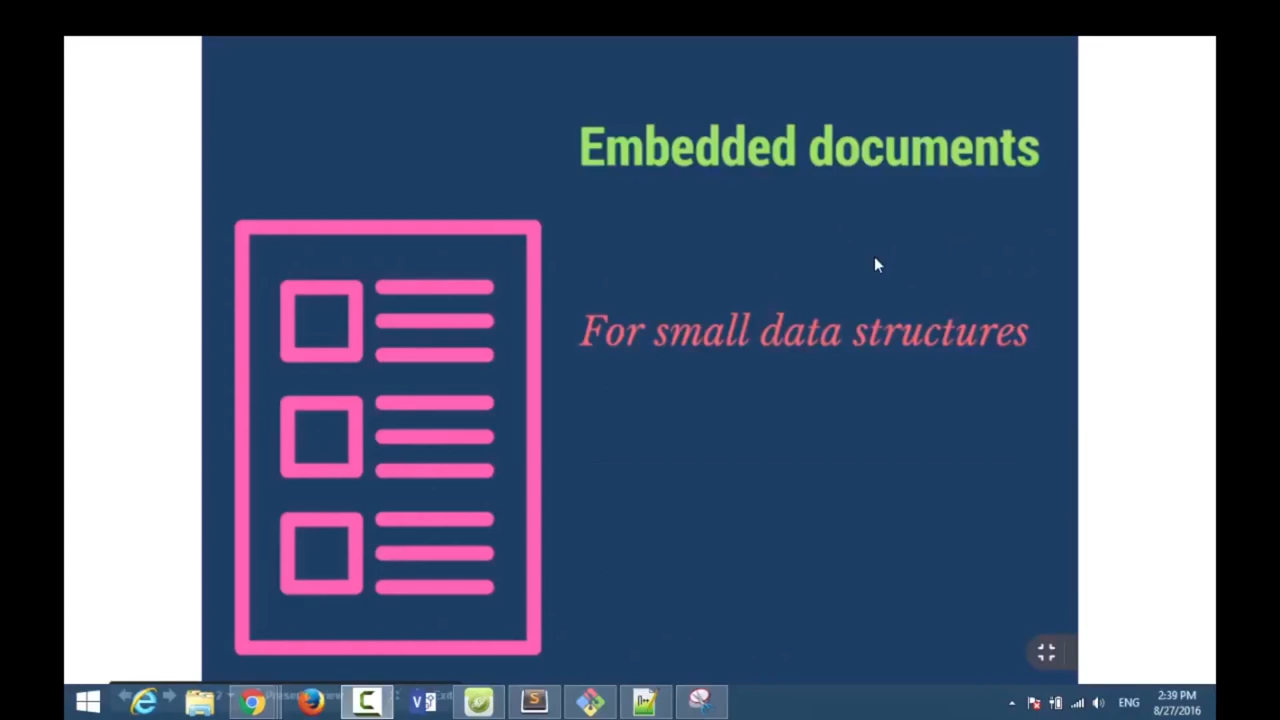 Embedded documents
For small data structures
ENG
2:39 PM
8/27/2016